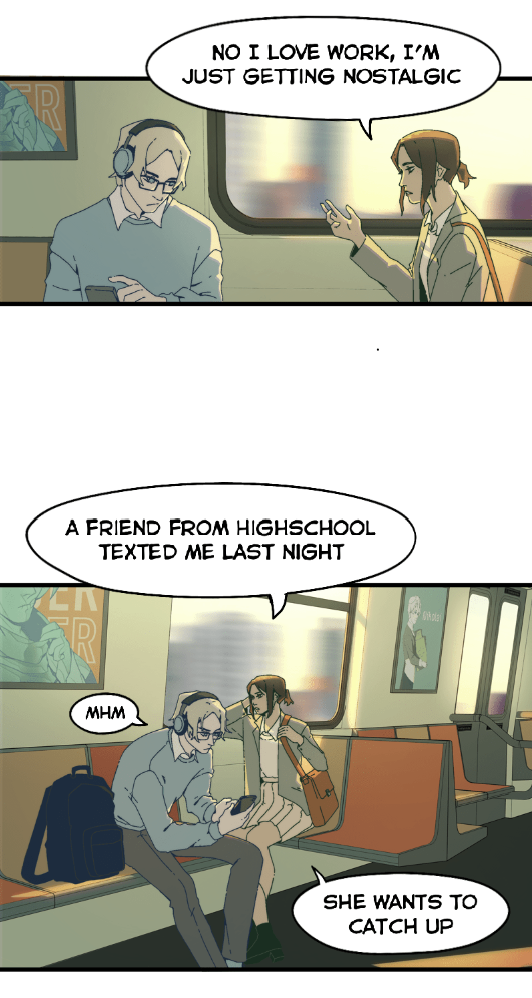 NO I LOVE WORK, I'M
JUST GETTING NOSTALGIC
A FRIEND FROM HIGHSCHOOL
TEXTED ME LAST NIGHT
MHM
SHE WANTS TO
CATCH UP